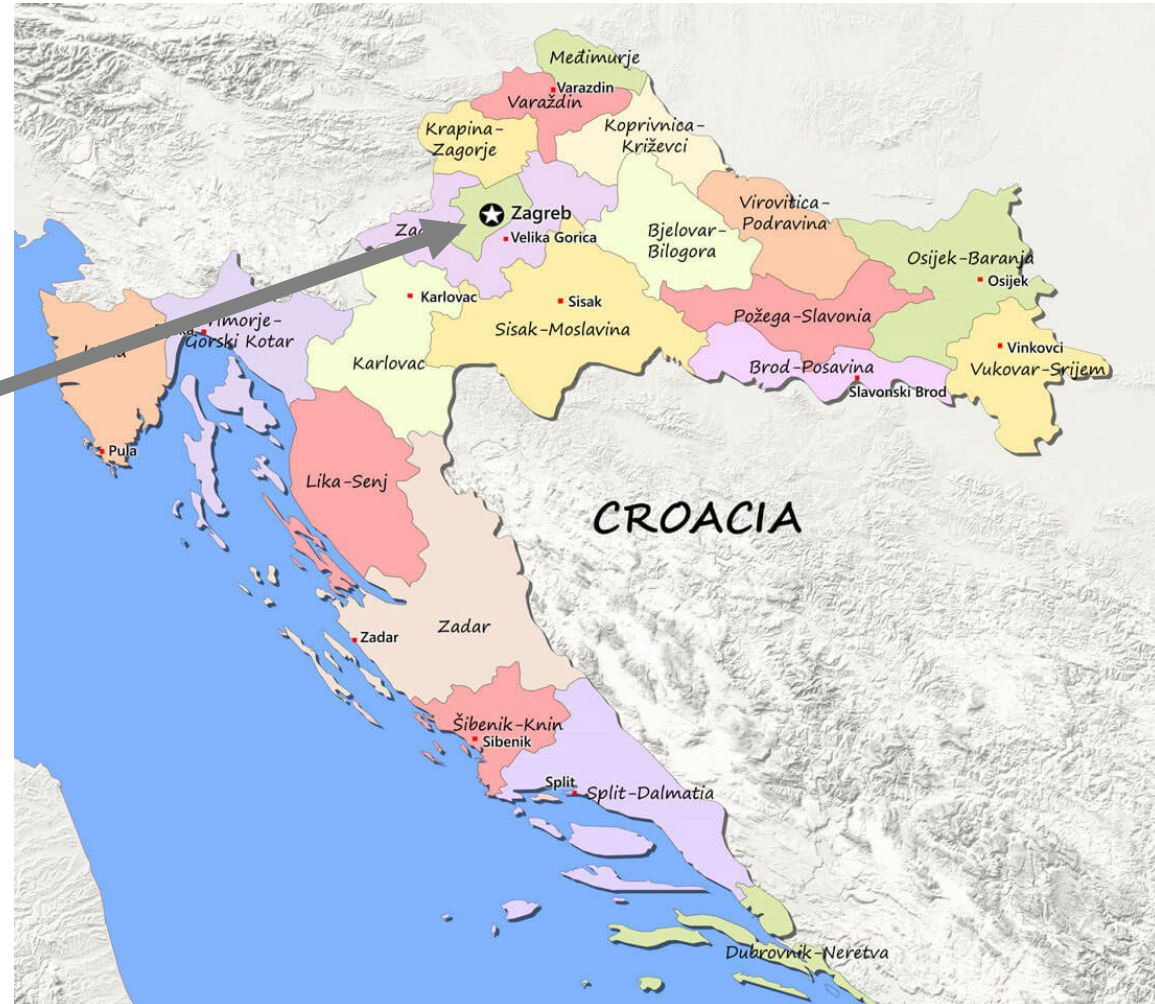 Međimurje
Varazdin
Varaždin
Krapina-
Zagorje
Koprivnica-
Križevci
Virovitica-
Podravina
Zagreb
Velika Gorica
Bjelovar-
Bilogora
Osijek-Baranja
Osijek
Karlovac
Sisak
Sisak-Moslavina
Požega-Slavonia
Gorski Kotar
Karlovac
Brod-Posavina
Slavonski Brod
Vinkovci
Vukovar-Srijem
Pula
Lika-Senj
CROACIA
Zadar
Zadar
Šibenik-Knin
Sibenik
Split
Split-Dalmatia
Dubrovnik-Neretva